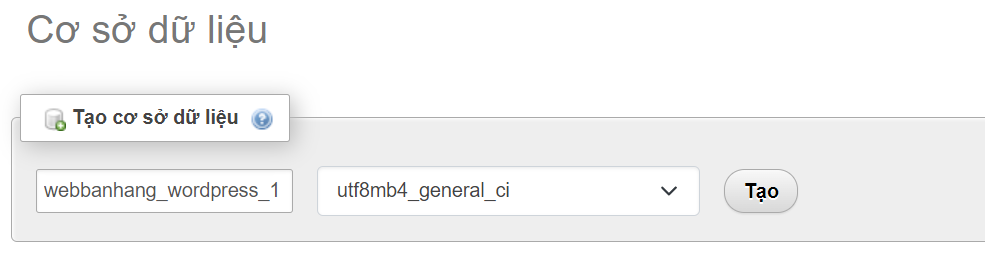 Cơ sở dữ liệu
Tạo cơ sở dữ liệu
webbanhang_wordpress_1 utf8mb4_general_ci Tạo